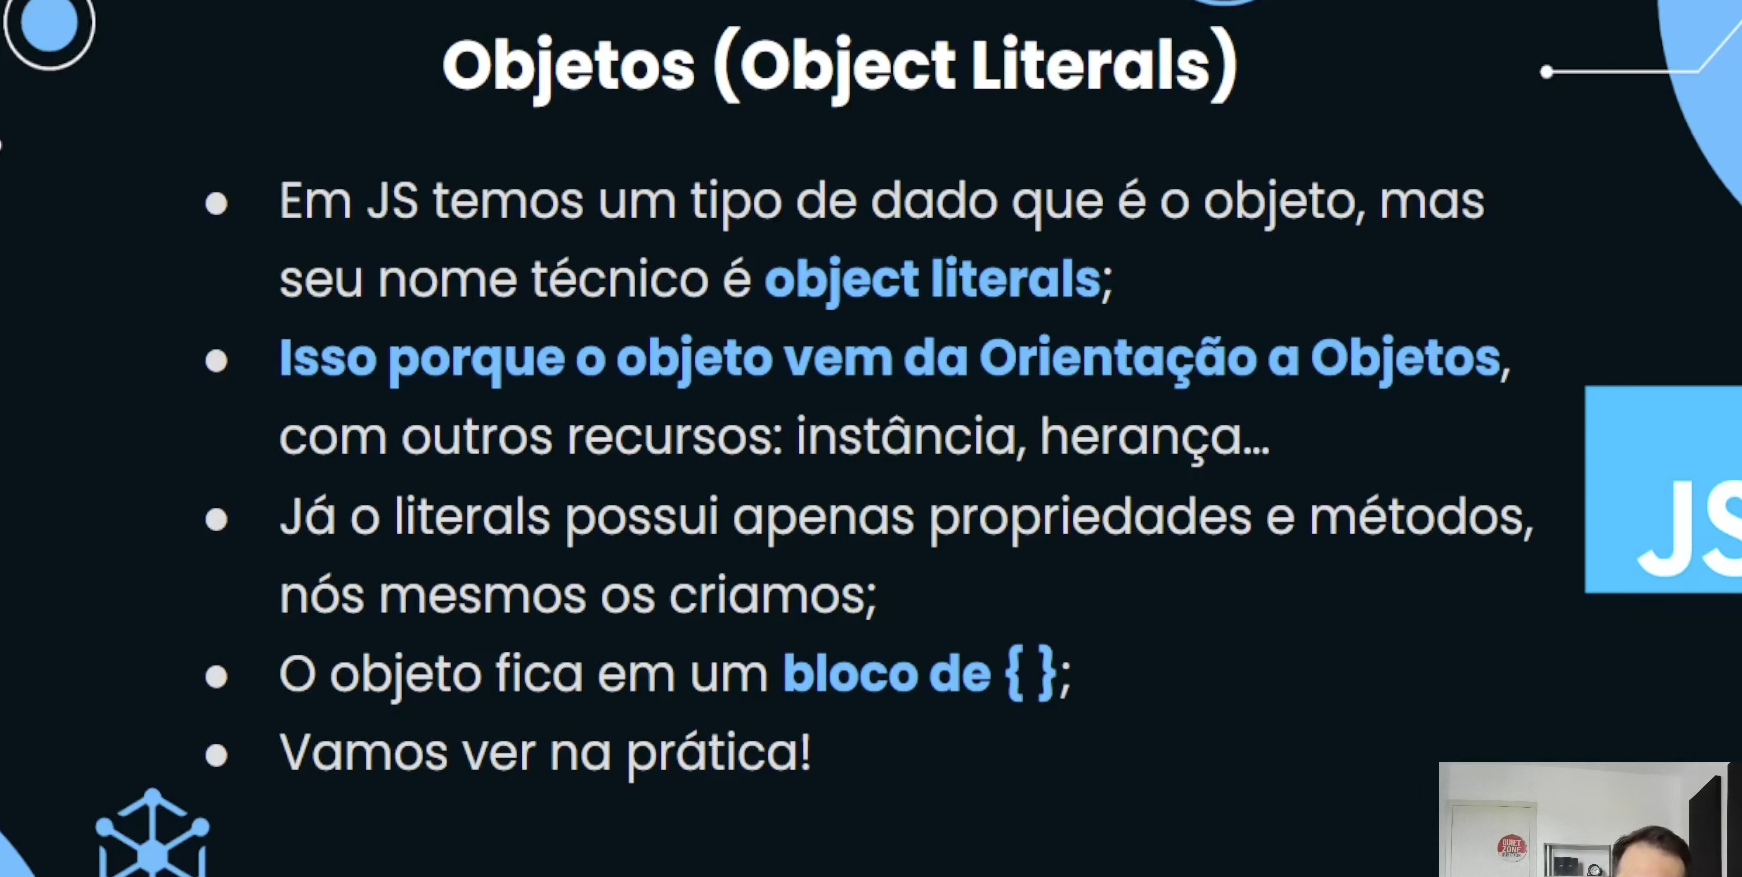 Objetos (Object Literals)
● Em JS temos um tipo de dado que é o objeto, mas
seu nome técnico é object literals;
● Isso porque o objeto vem da Orientação a Objetos,
com outros recursos: instância, herança...
● Já o literals possui apenas propriedades e métodos,
nós mesmos os criamos;
● O objeto fica em um bloco de { };
● Vamos ver na prática!
JS
QUIET
ZONE